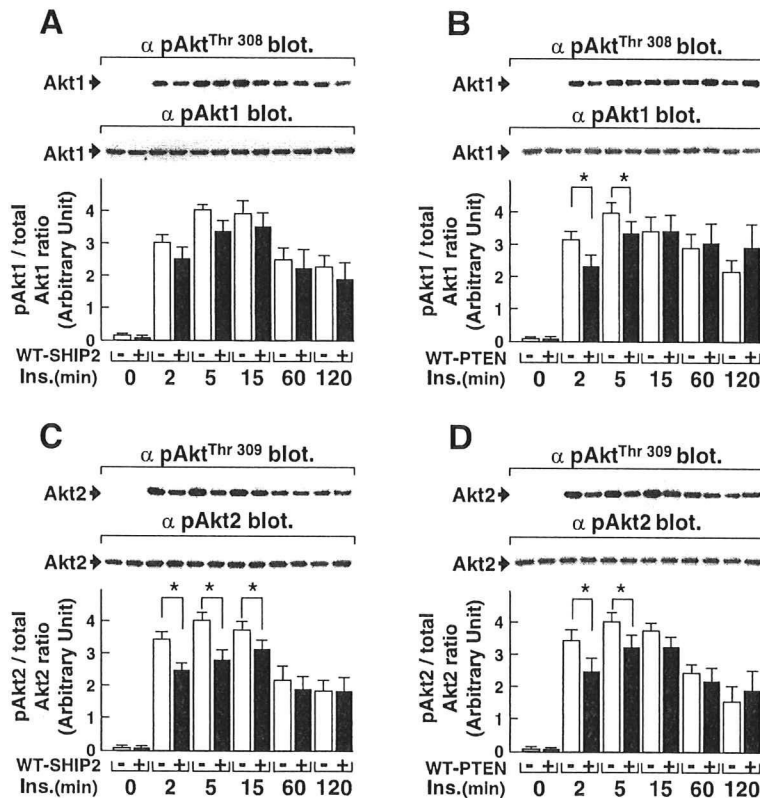 A
α pAktThr 308 blot.
Akt1
α pAkt1 blot.
Akt1
pAkt1 / total
Akt1 ratio
(Arbitrary Unit)
4
3
2
1
0
WT-SHIP2 - + - + - + - + - + - +
Ins.(min) 0 2 5 15 60 120
B
α pAktThr 308 blot.
Akt1
α pAkt1 blot.
Akt1
pAkt1 / total
Akt1 ratio
(Arbitrary Unit)
4
3
2
1
0
* *
WT-PTEN - + - + - + - + - + - +
Ins.(min) 0 2 5 15 60 120
C
α pAktThr 309 blot.
Akt2
α pAkt2 blot.
Akt2
pAkt2 / total
Akt2 ratio
(Arbitrary Unit)
4
3
2
1
0
* * *
WT-SHIP2 - + - + - + - + - + - +
Ins.(min) 0 2 5 15 60 120
D
α pAktThr 309 blot.
Akt2
α pAkt2 blot.
Akt2
pAkt2 / total
Akt2 ratio
(Arbitrary Unit)
4
3
2
1
0
* *
WT-PTEN - + - + - + - + - + - +
Ins.(min) 0 2 5 15 60 120